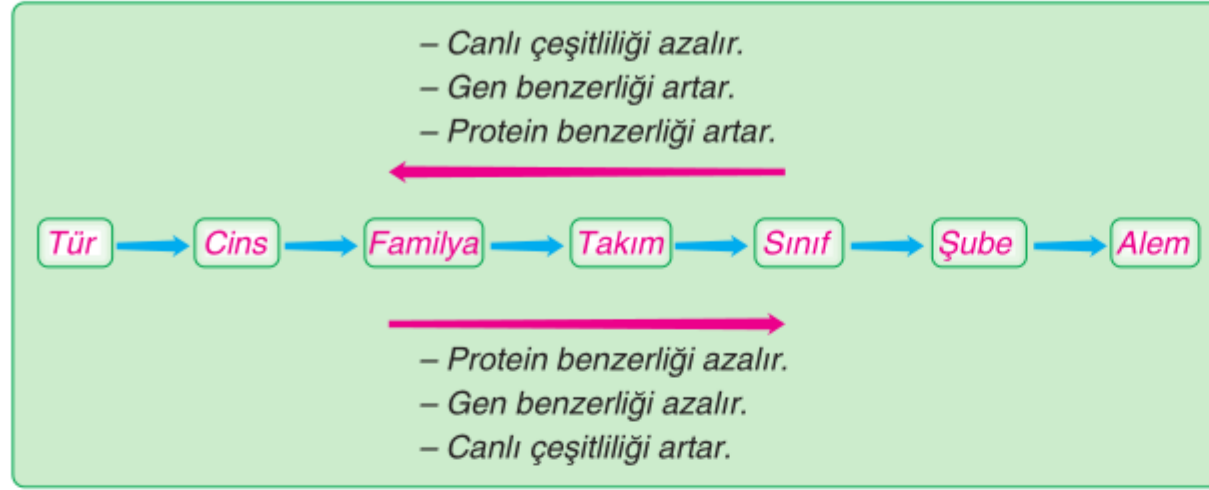 – Canlı çeşitliliği azalır.
– Gen benzerliği artar.
– Protein benzerliği artar.
Tür Cins Familya Takım Sınıf Şube Alem
– Protein benzerliği azalır.
– Gen benzerliği azalır.
– Canlı çeşitliliği artar.